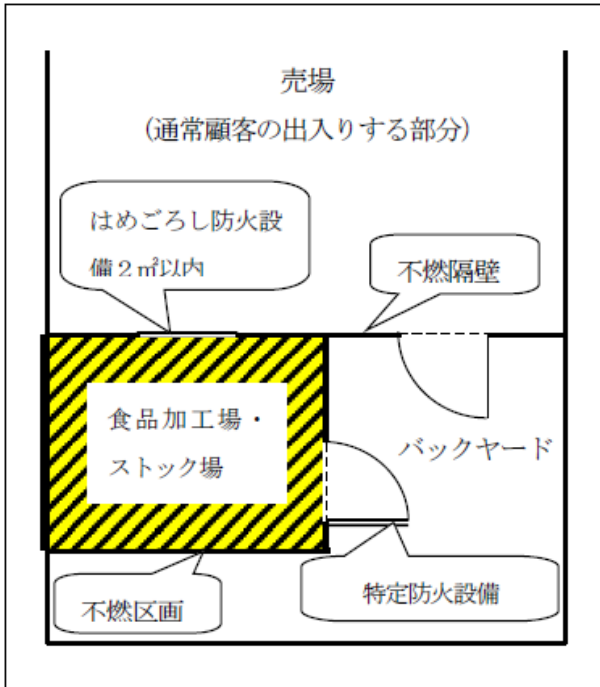 売場
(通常顧客の出入りする部分)
はめごろし防火設
備２㎡以内
不燃隔壁
食品加工場・
ストック場
バックヤード
不燃区画
特定防火設備